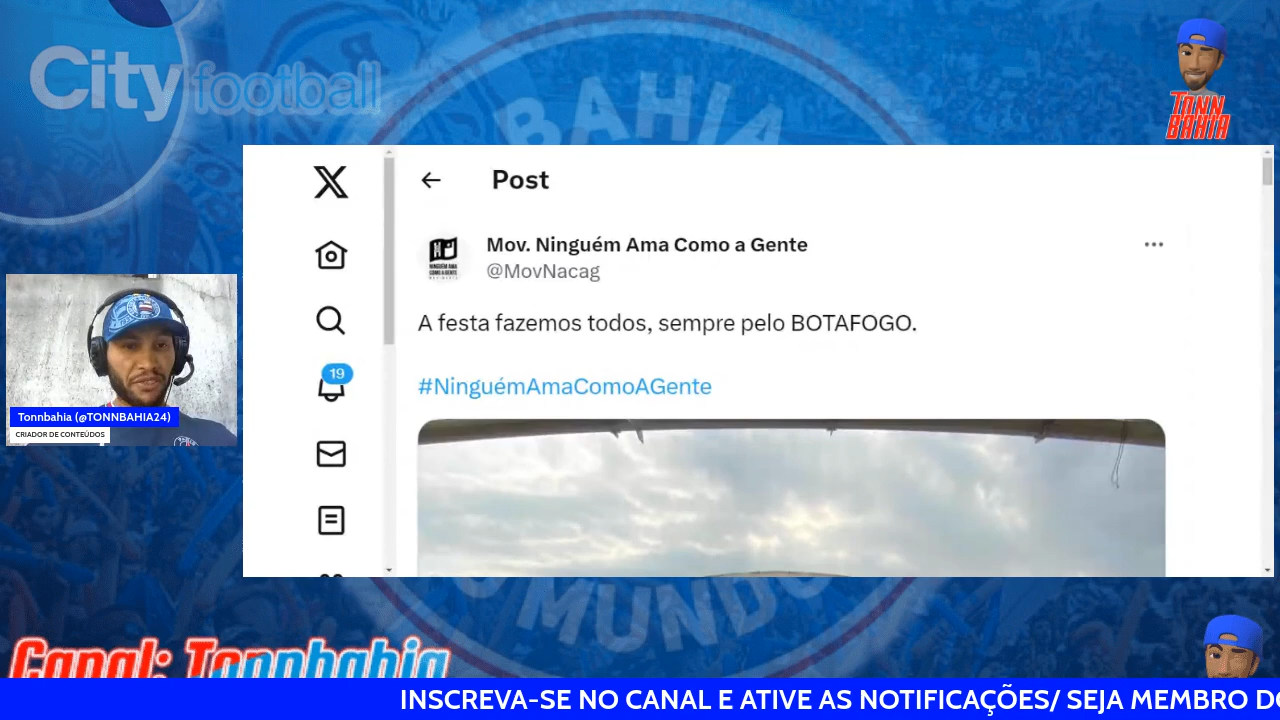 City football
BAHIA
TONN
BAHIA
Post
Mov. Ninguém Ama Como a Gente
@MovNacag
A festa fazemos todos, sempre pelo BOTAFOGO.
#NinguémAmaComoAGente
19
Tonnbahia (@TONNBAHIA24)
CRIADOR DE CONTEÚDOS
O MUNDO
Canal: Tonnbahia
INSCREVA-SE NO CANAL E ATIVE AS NOTIFICAÇÕES/ SEJA MEMBRO DO